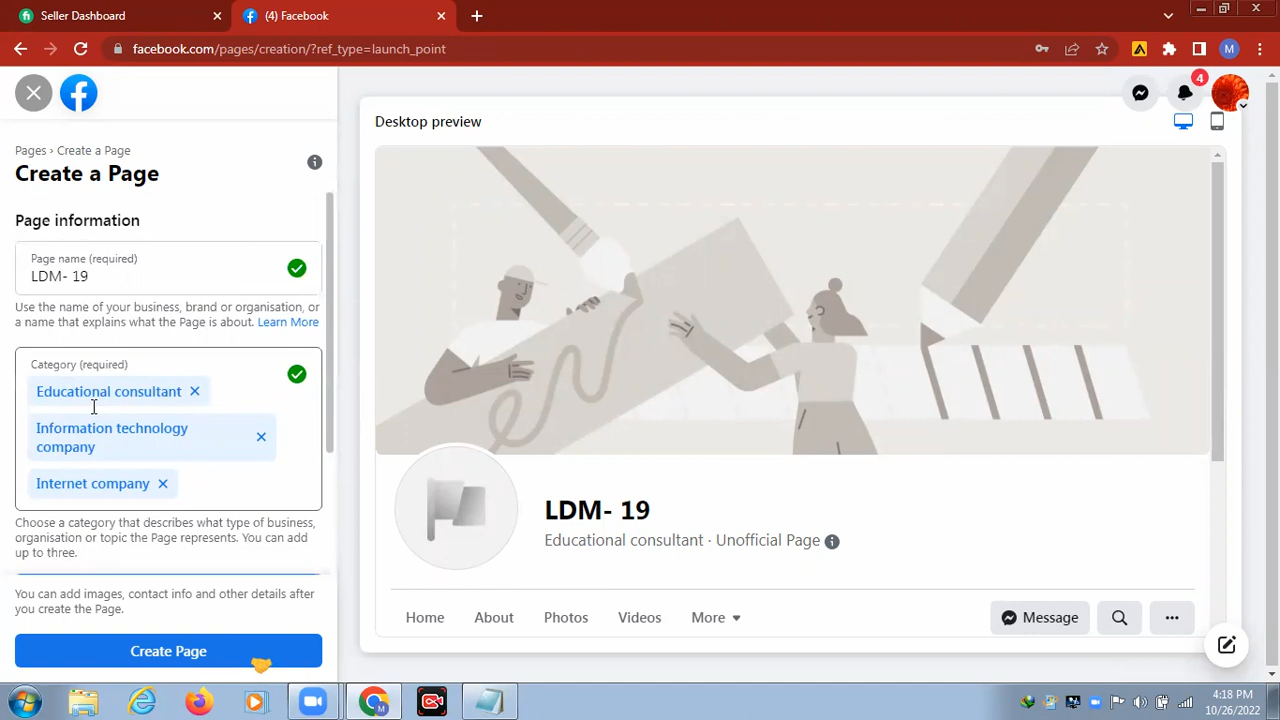 Seller Dashboard
(4) Facebook
facebook.com/pages/creation/?ref_type=launch_point
M
4
Pages › Create a Page
Create a Page
Page information
Page name (required)
LDM- 19
Use the name of your business, brand or organisation, or
a name that explains what the Page is about. Learn More
Category (required)
Educational consultant
Information technology
company
Internet company
Choose a category that describes what type of business,
organisation or topic the Page represents. You can add
up to three.
You can add images, contact info and other details after
you create the Page.
Create Page
Desktop preview
LDM- 19
Educational consultant · Unofficial Page
Home About Photos Videos More
Message
4:18 PM
10/26/2022